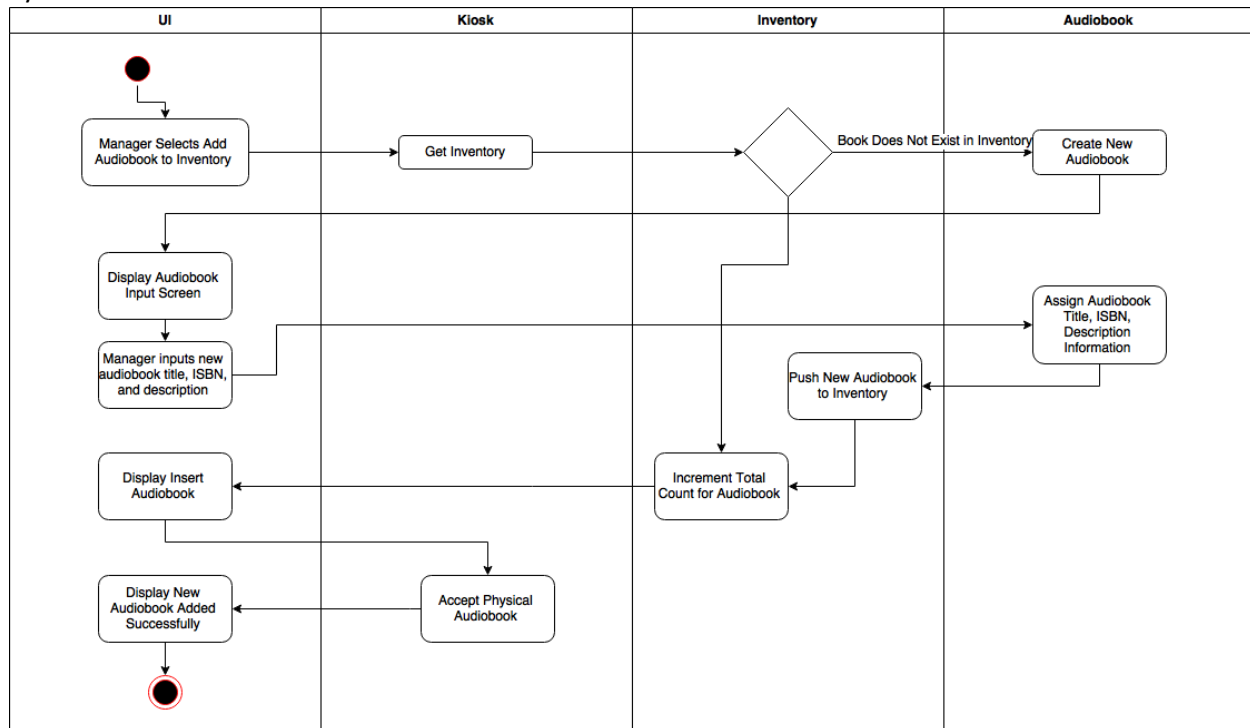 UI
Kiosk
Inventory
Audiobook
Manager Selects Add
Audiobook to Inventory
Get Inventory
Book Does Not Exist in Inventory
Create New
Audiobook
Display Audiobook
Input Screen
Manager inputs new
audiobook title, ISBN,
and description
Assign Audiobook
Title, ISBN,
Description
Information
Push New Audiobook
to Inventory
Increment Total
Count for Audiobook
Display Insert
Audiobook
Accept Physical
Audiobook
Display New
Audiobook Added
Successfully